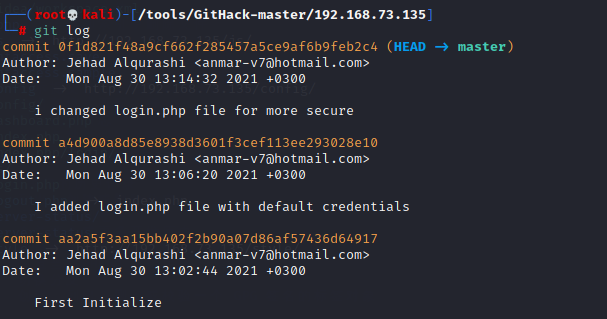 (root💀kali)-[/tools/GitHack-master/192.168.73.135]
# git log
commit 0f1d821f48a9cf662f285457a5ce9af6b9feb2c4 (HEAD → master)
Author: Jehad Alqurashi <anmar-v7@hotmail.com>
Date:   Mon Aug 30 13:14:32 2021 +0300
i changed login.php file for more secure
commit a4d900a8d85e8938d3601f3cef113ee293028e10
Author: Jehad Alqurashi <anmar-v7@hotmail.com>
Date:   Mon Aug 30 13:06:20 2021 +0300
I added login.php file with default credentials
commit aa2a5f3aa15bb402f2b90a07d86af57436d64917
Author: Jehad Alqurashi <anmar-v7@hotmail.com>
Date:   Mon Aug 30 13:02:44 2021 +0300
First Initialize